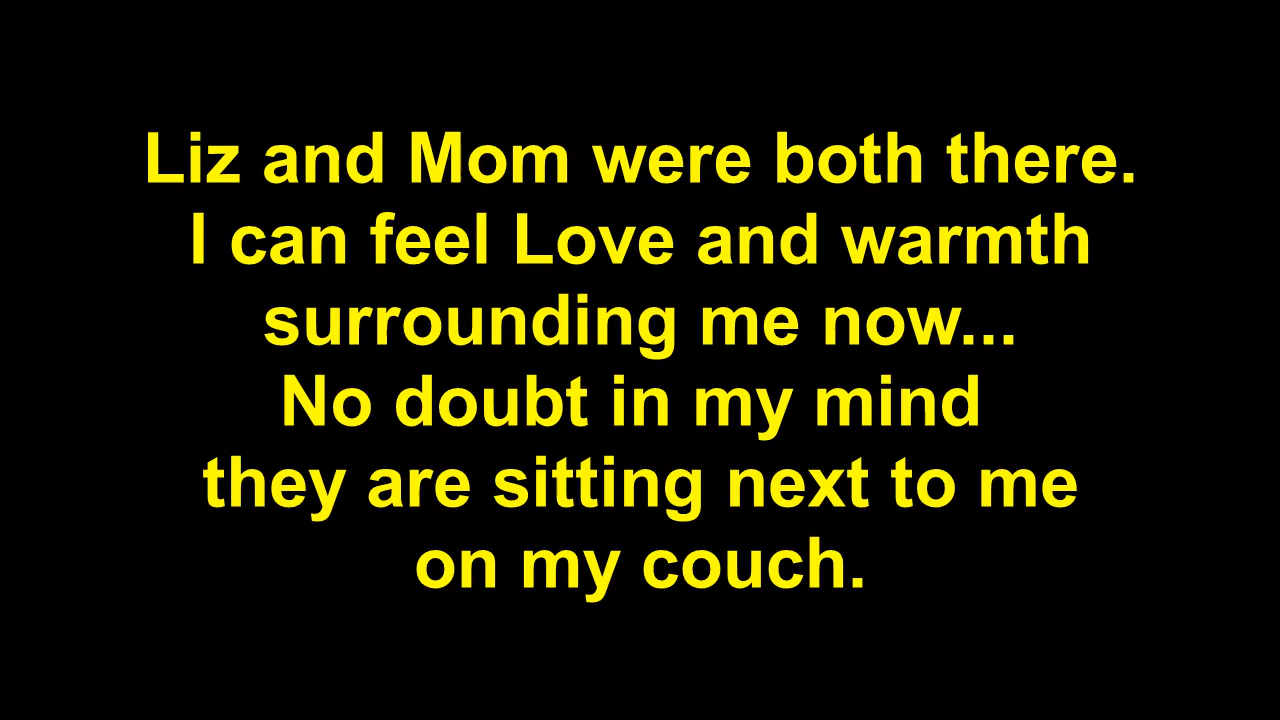 Liz and Mom were both there.
I can feel Love and warmth
surrounding me now...
No doubt in my mind
they are sitting next to me
on my couch.